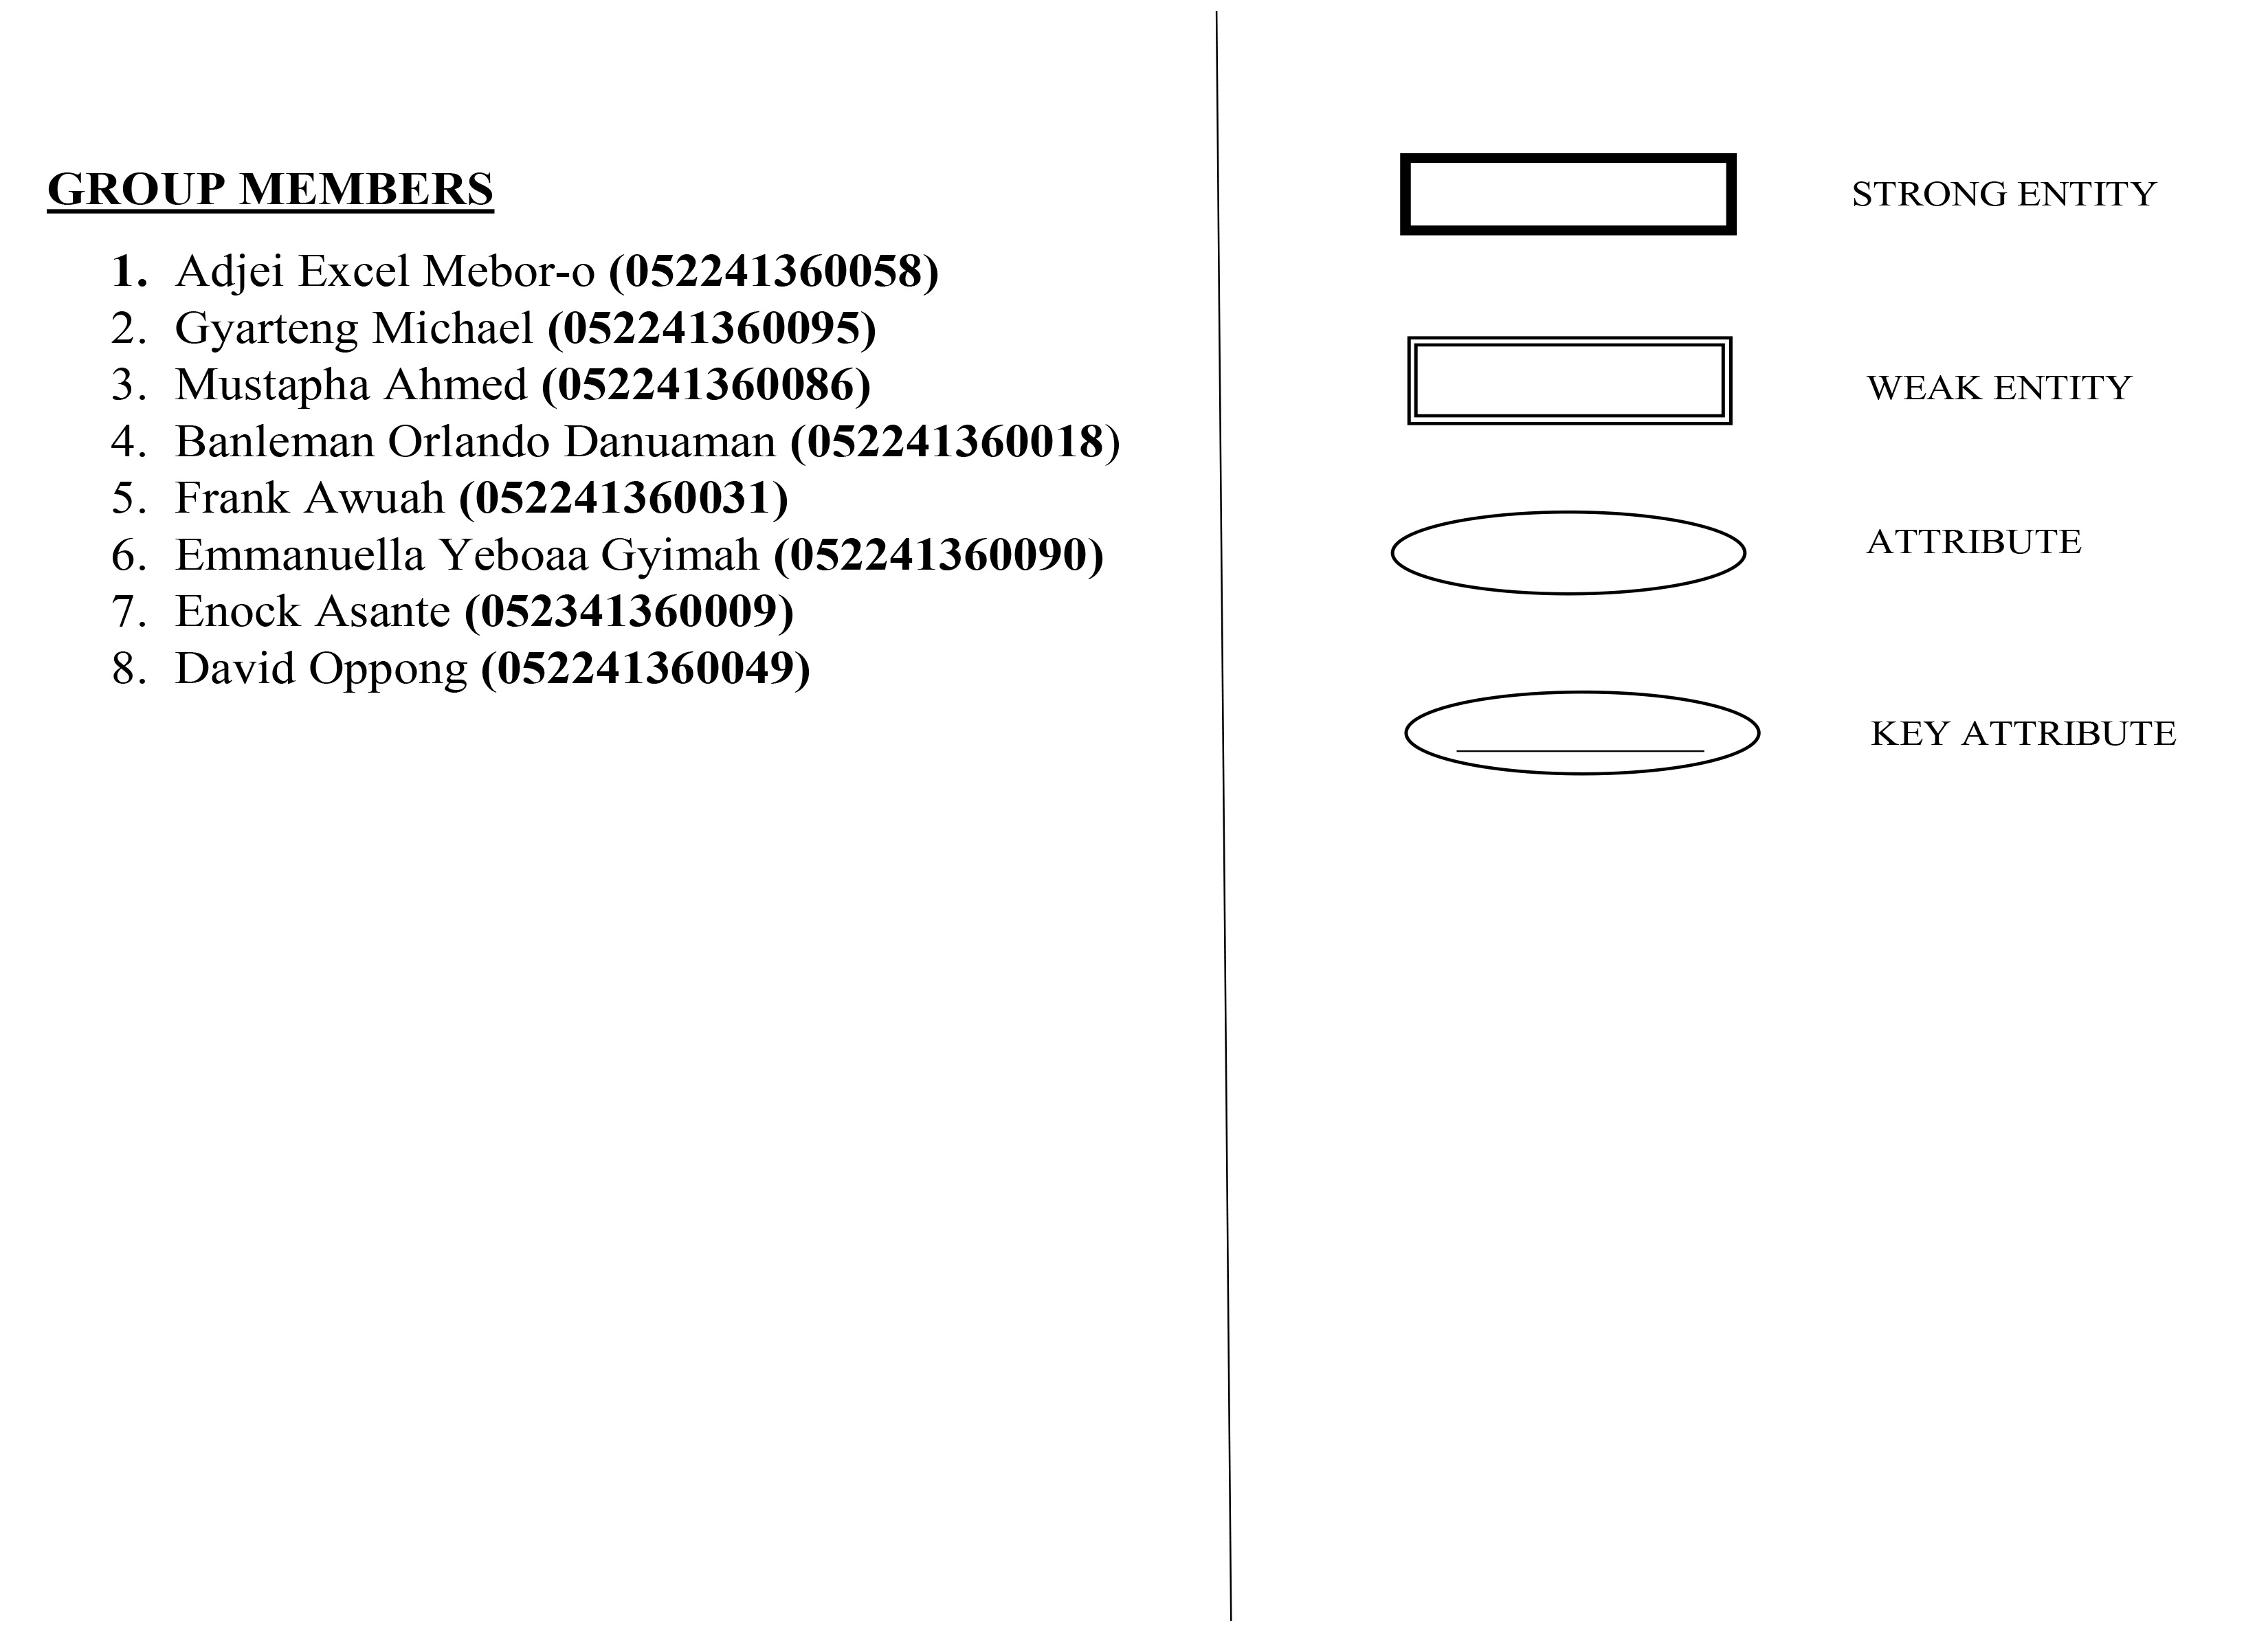 GROUP MEMBERS
1. Adjei Excel Mebor-o (052241360058)
2. Gyarteng Michael (052241360095)
3. Mustapha Ahmed (052241360086)
4. Banleman Orlando Danuaman (052241360018)
5. Frank Awuah (052241360031)
6. Emmanuella Yeboaa Gyimah (052241360090)
7. Enock Asante (052341360009)
8. David Oppong (052241360049)
STRONG ENTITY
WEAK ENTITY
ATTRIBUTE
KEY ATTRIBUTE